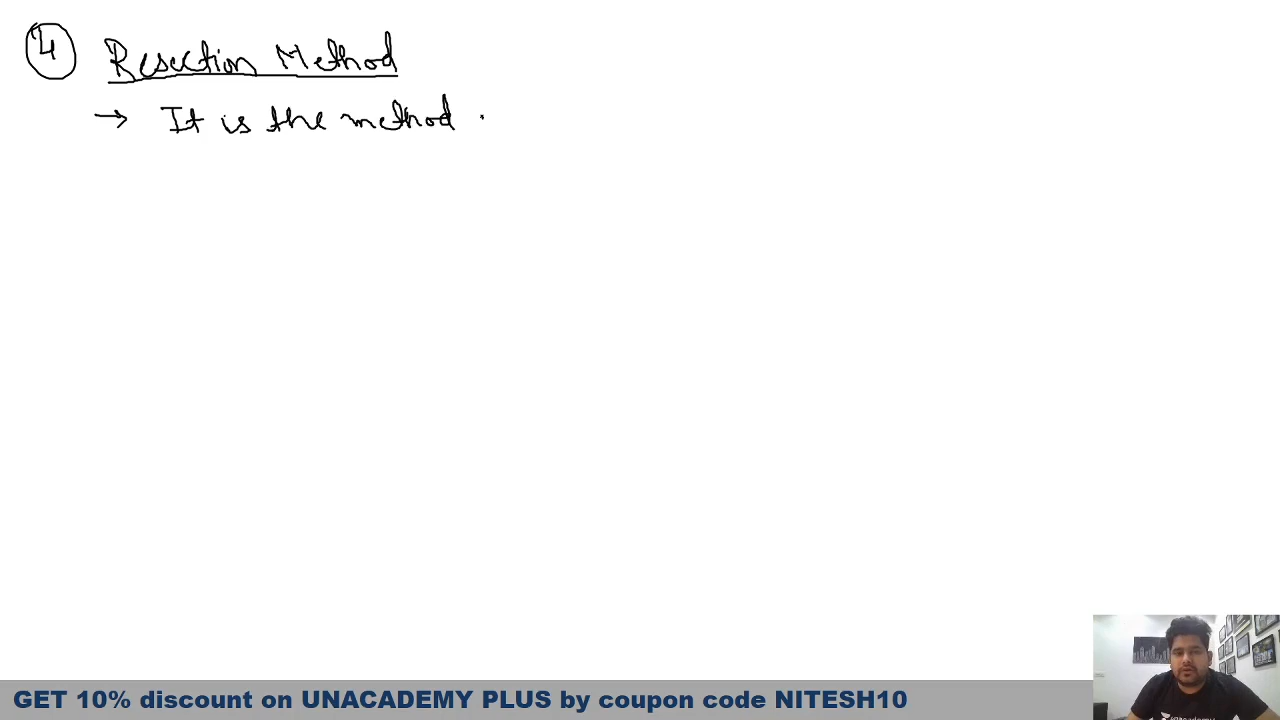 4 Resection Method
→ It is the method
GET 10% discount on UNACADEMY PLUS by coupon code NITESH10